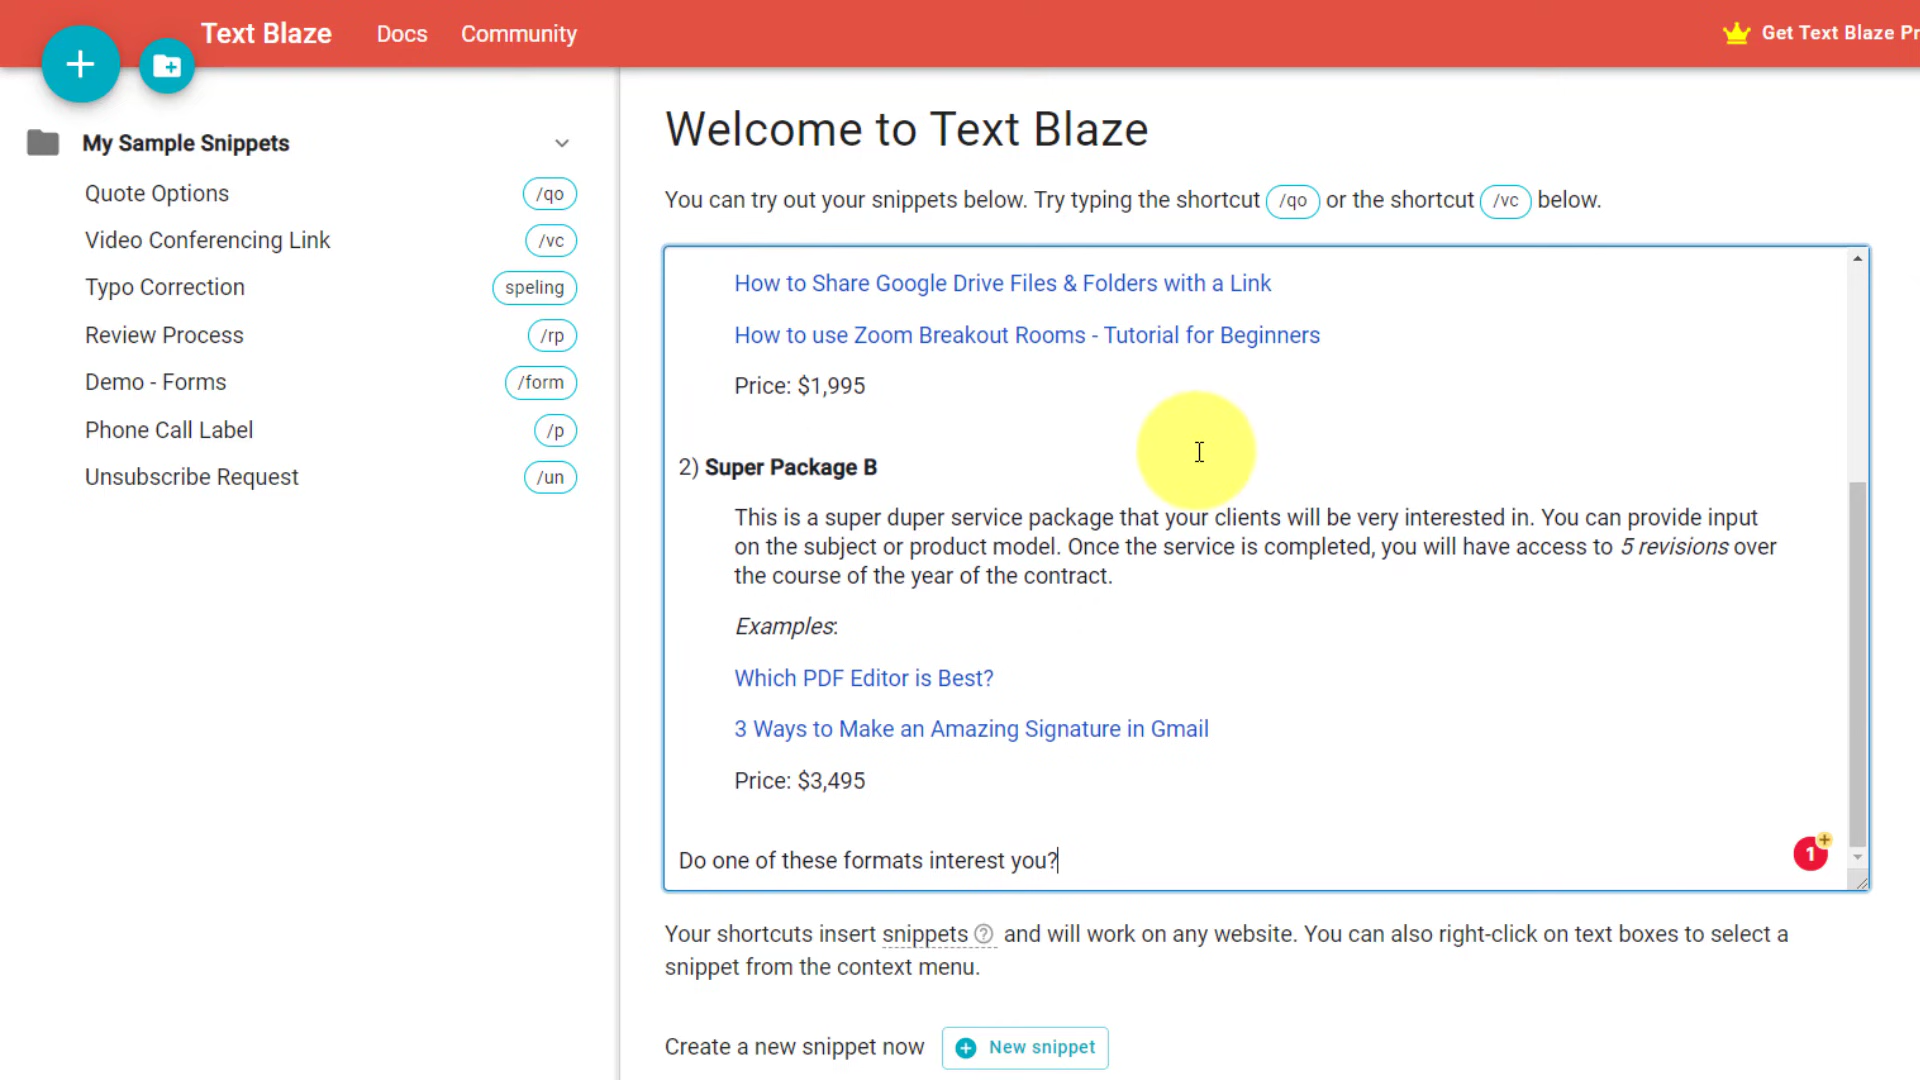 Text Blaze Docs Community Get Text Blaze Pr
My Sample Snippets
Quote Options /qo
Video Conferencing Link /vc
Typo Correction speling
Review Process /rp
Demo - Forms /form
Phone Call Label /p
Unsubscribe Request /un
Welcome to Text Blaze
You can try out your snippets below. Try typing the shortcut /qo or the shortcut /vc below.
How to Share Google Drive Files & Folders with a Link
How to use Zoom Breakout Rooms - Tutorial for Beginners
Price: $1,995
2) Super Package B
This is a super duper service package that your clients will be very interested in. You can provide input
on the subject or product model. Once the service is completed, you will have access to 5 revisions over
the course of the year of the contract.
Examples:
Which PDF Editor is Best?
3 Ways to Make an Amazing Signature in Gmail
Price: $3,495
Do one of these formats interest you?
1
Your shortcuts insert snippets ? and will work on any website. You can also right-click on text boxes to select a
snippet from the context menu.
Create a new snippet now New snippet